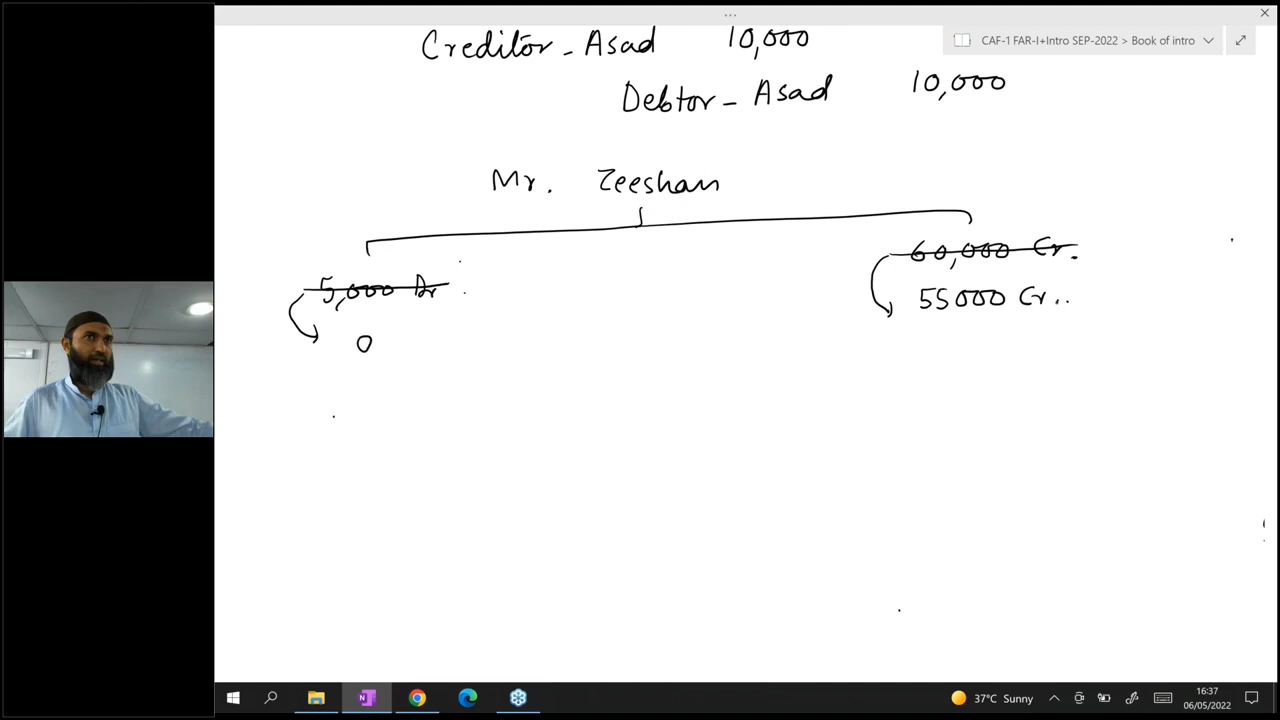 CAF-1 FAR-I+Intro SEP-2022 > Book of intro
Creditor - Asad 10,000
Debtor - Asad 10,000
Mr. Zeeshan
5,000 Dr
60,000 Cr.
0
55000 Cr..
37°C Sunny
16:37
06/05/2022